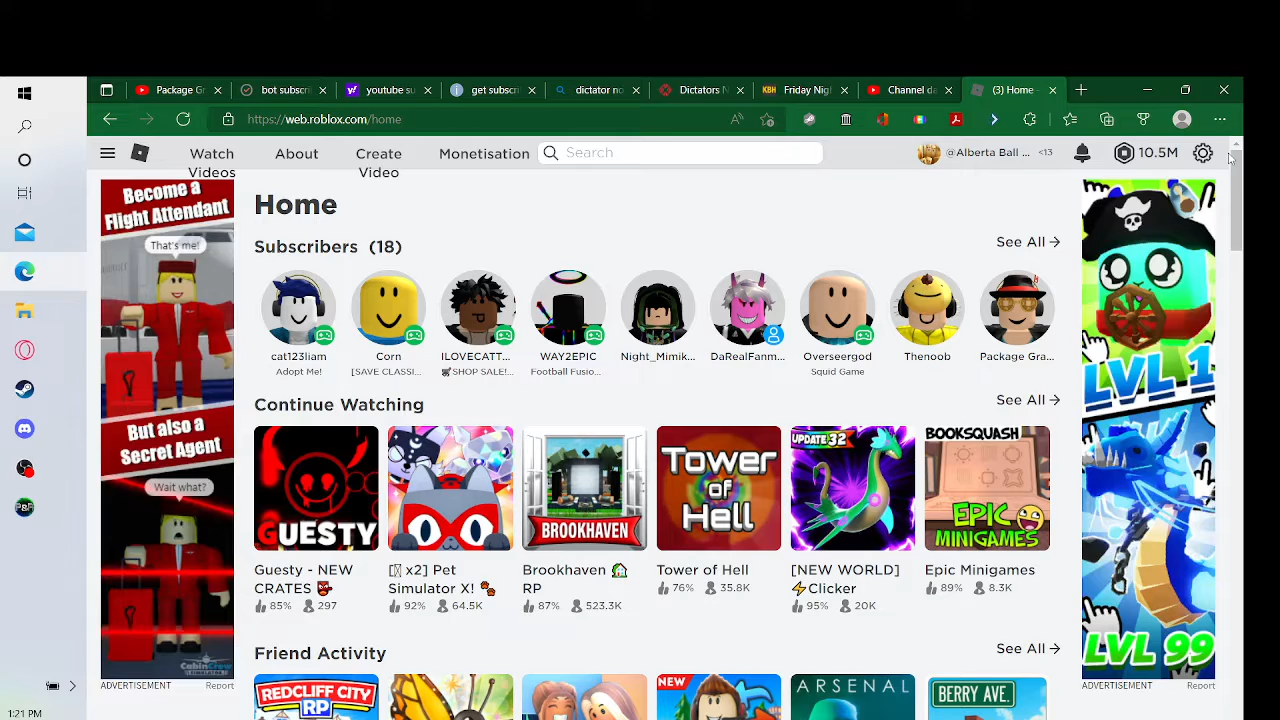 Package Gr
bot subscri
youtube su
get subscri
dictator no
Dictators N
KBH
Friday Nigh
Channel da
(3) Home -
https://web.roblox.com/home
Watch Videos
About
Create Video
Monetisation
Search
@Alberta Ball ...
<13
10.5M
Become a
Flight Attendant
That's me!
But also a
Secret Agent
Wait what?
CabinCrew
SIMULATOR
ADVERTISEMENT
Report
Home
Subscribers (18)
See All
cat123liam
Adopt Me!
Corn
[SAVE CLASSI...
ILOVECATT...
SHOP SALE!...
WAY2EPIC
Football Fusio...
Night_Mimik...
DaRealFanm...
Overseergod
Squid Game
Thenoob
Package Gra...
Continue Watching
See All
GUESTY
BROOKHAVEN
Tower
of
Hell
UPDATE 32
BOOKSQUASH
EPIC
MINIGAMES
Guesty - NEW
CRATES 👺
85% 297
x2] Pet
Simulator X! 🐾
92% 64.5K
Brookhaven 🏡
RP
87% 523.3K
Tower of Hell
76% 35.8K
[NEW WORLD]
⚡Clicker
95% 20K
Epic Minigames
89% 8.3K
Friend Activity
See All
REDCLIFF CITY
RP
NEW
ARSENAL
BERRY AVE.
LVL 1
LVL 99
ADVERTISEMENT
Report
1:21 PM